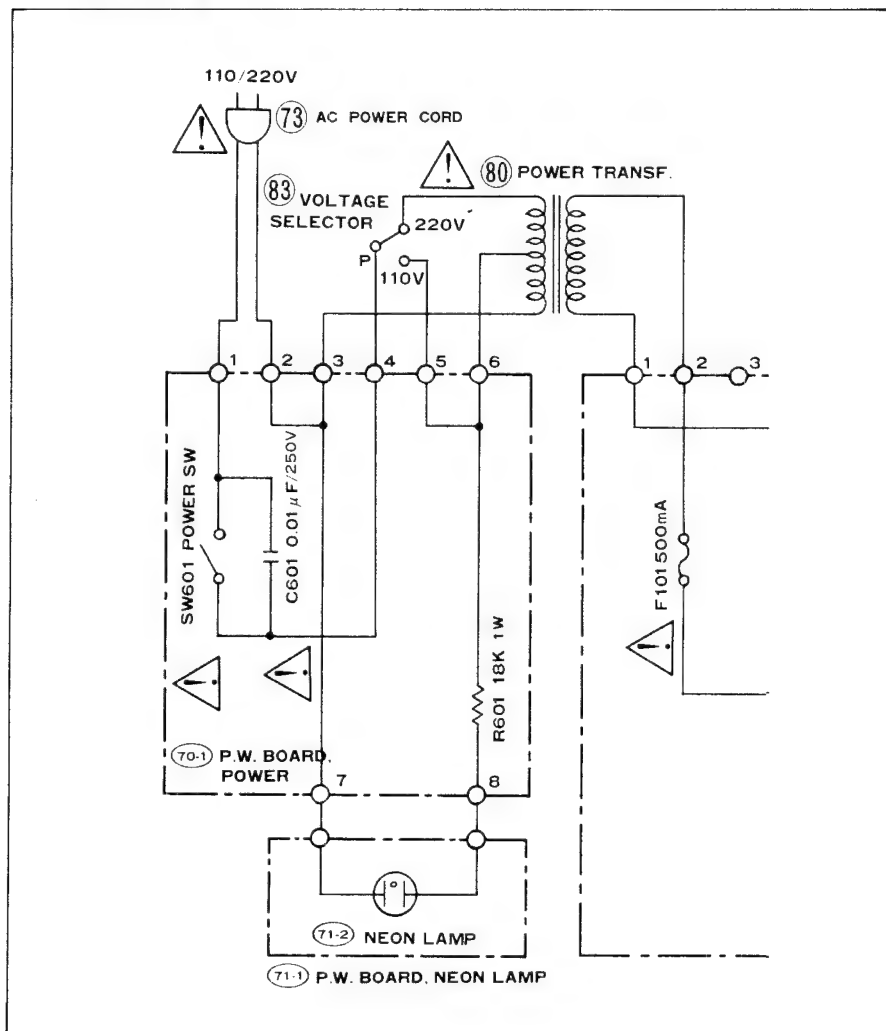 110/220V
73 AC POWER CORD
!
80 POWER TRANSF.
!
83 VOLTAGE
SELECTOR
220V
P
110V
1 2 3 4 5 6
1 2 3
SW601 POWER SW
C601 0.01μF/250V
R601 18K 1W
F101 500mA
!
!
!
70-1 P.W. BOARD,
POWER
7 8
71-2 NEON LAMP
71-1 P.W. BOARD, NEON LAMP